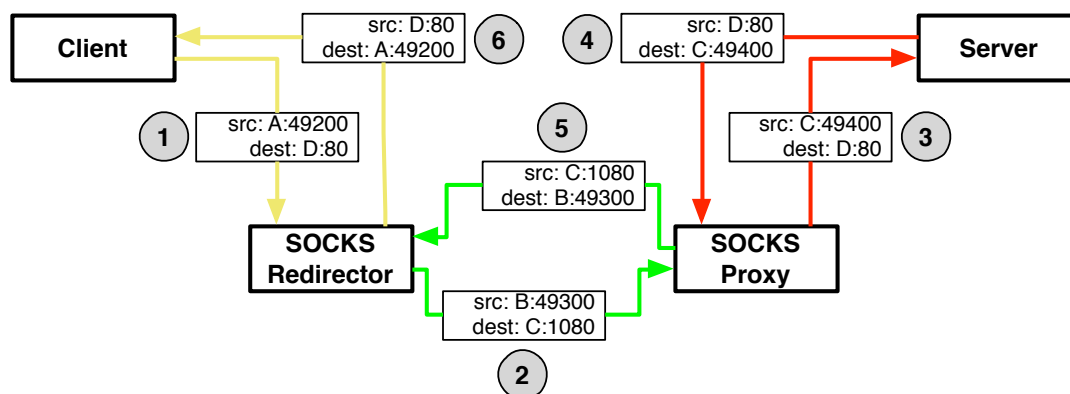 Client
src: D:80
dest: A:49200
6
4
src: D:80
dest: C:49400
Server
1
src: A:49200
dest: D:80
5
src: C:49400
dest: D:80
3
src: C:1080
dest: B:49300
SOCKS
Redirector
SOCKS
Proxy
src: B:49300
dest: C:1080
2